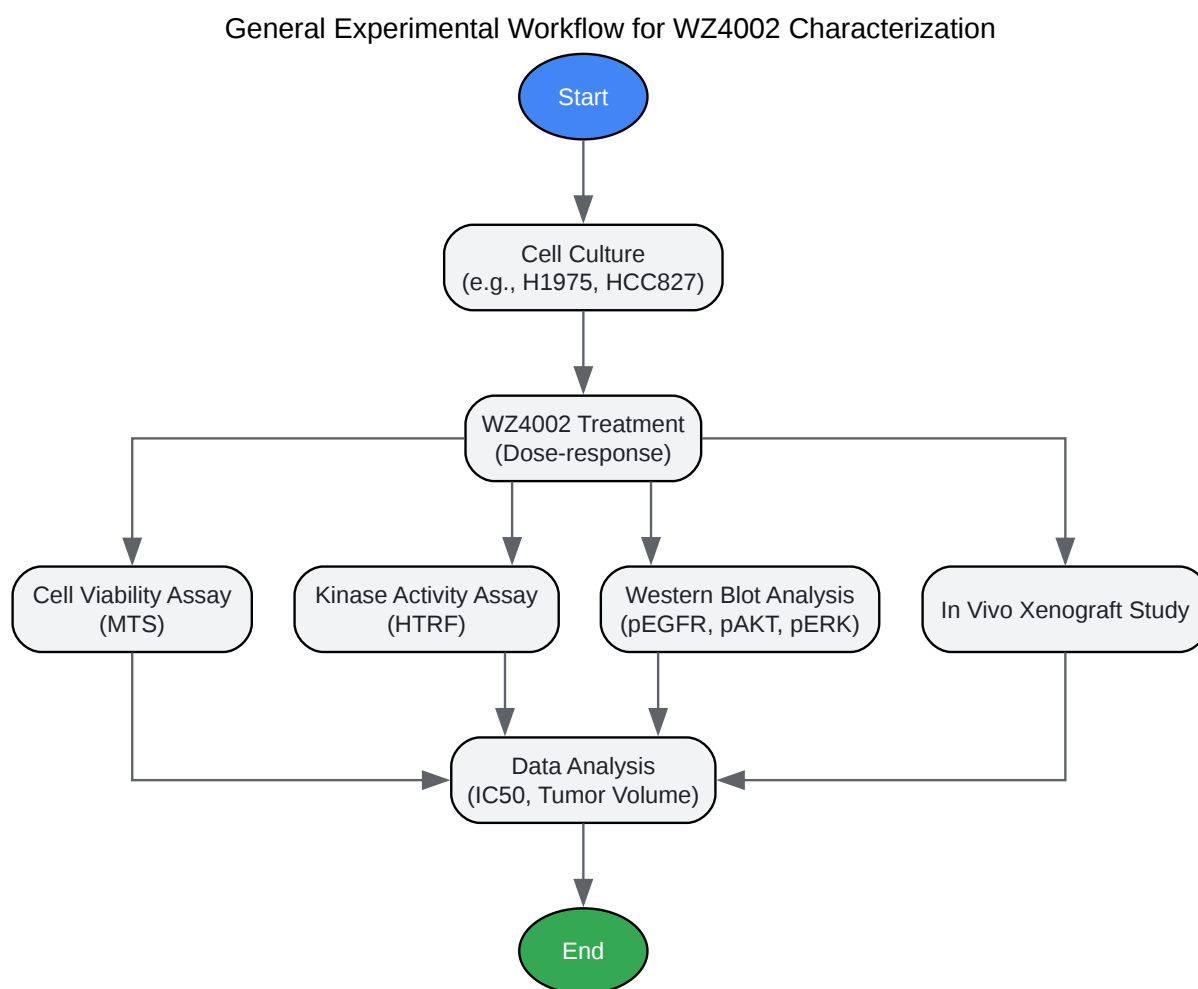 General Experimental Workflow for WZ4002 Characterization
Start
Cell Culture
(e.g., H1975, HCC827)
WZ4002 Treatment
(Dose-response)
Cell Viability Assay
(MTS)
Kinase Activity Assay
(HTRF)
Western Blot Analysis
(pEGFR, pAKT, pERK)
In Vivo Xenograft Study
Data Analysis
(IC50, Tumor Volume)
End